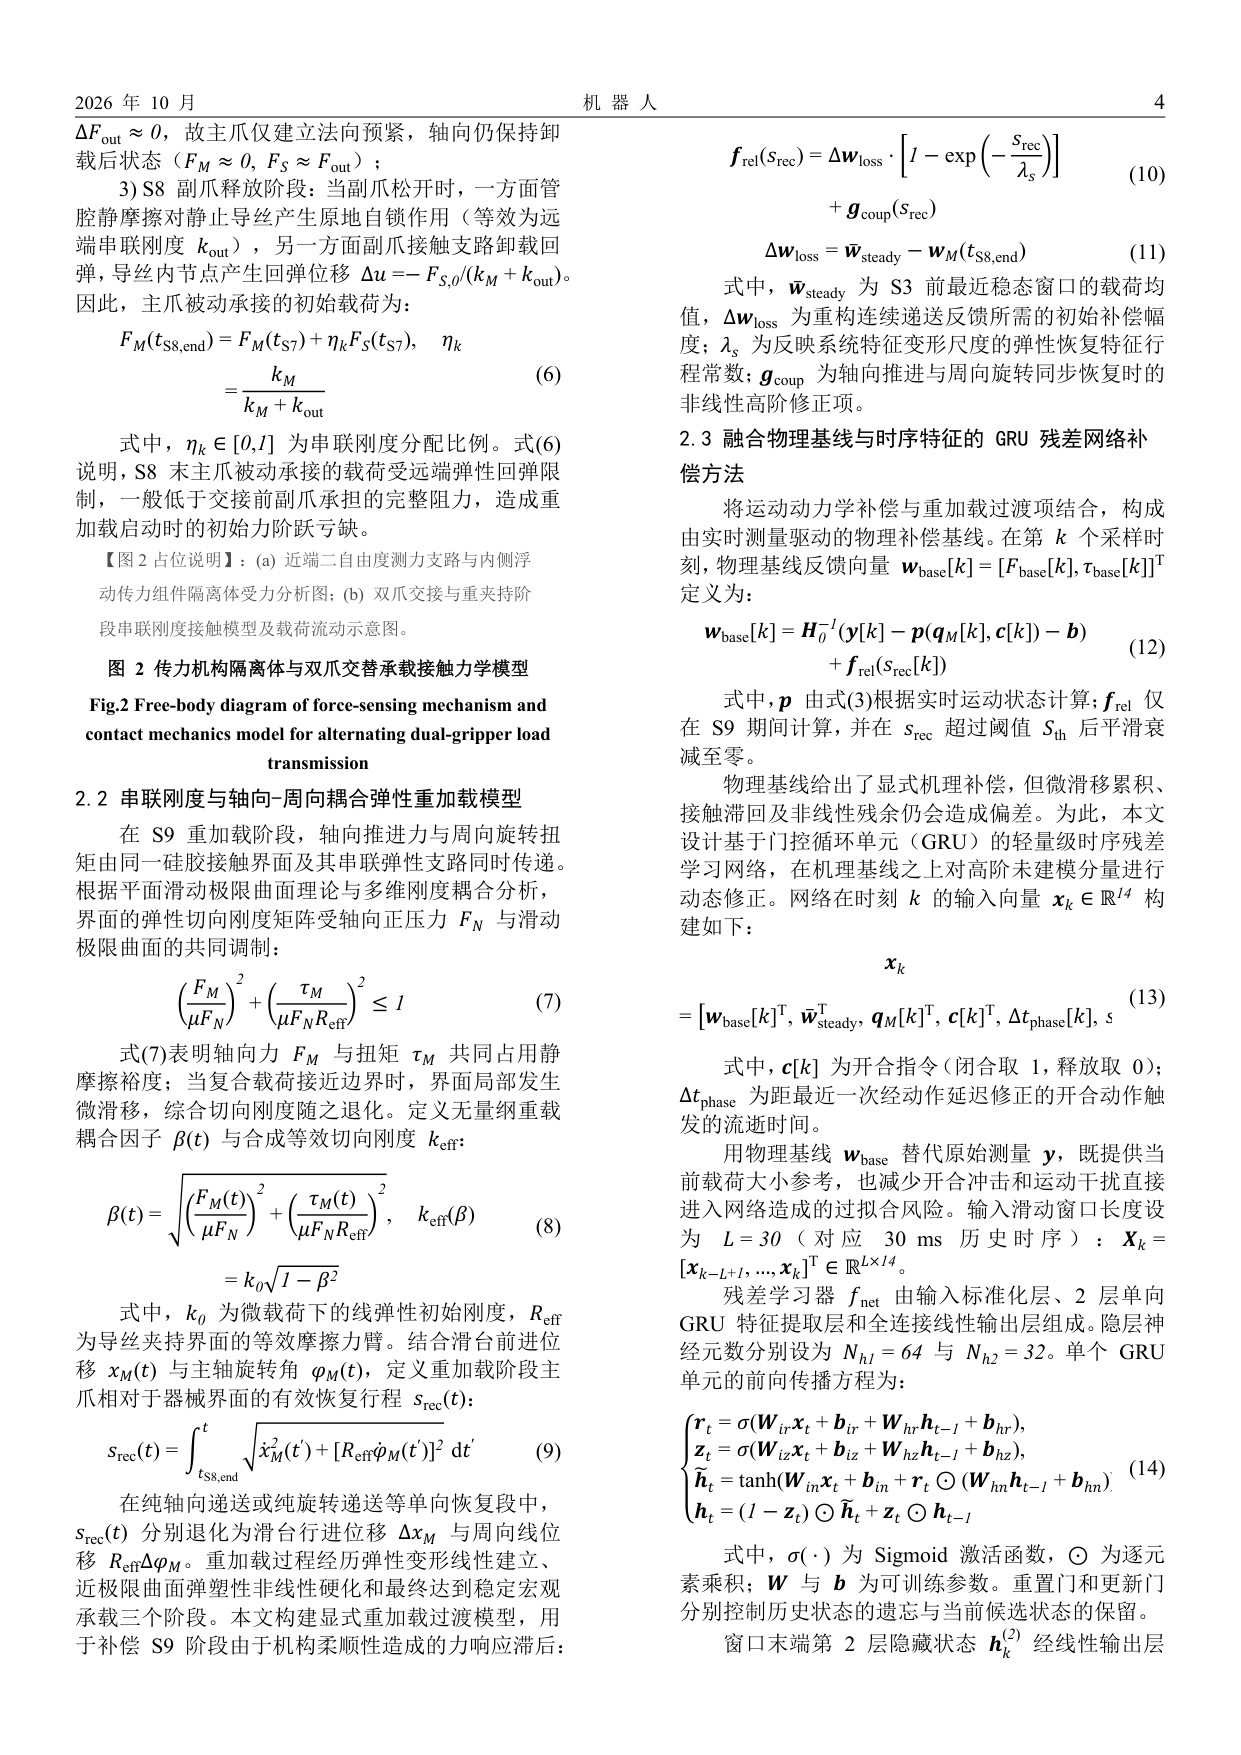 2026 年 10 月 机 器 人 4
ΔF_out ≈ 0，故主爪仅建立法向预紧，轴向仍保持卸
载后状态（F_M ≈ 0, F_S ≈ F_out）;
3) S8 副爪释放阶段：当副爪松开时，一方面管
腔静摩擦对静止导丝产生原地自锁作用（等效为远
端串联刚度 k_out），另一方面副爪接触支路卸载回
弹，导丝内节点产生回弹位移 Δu =− F_{S,0}/(k_M + k_out)。
因此，主爪被动承接的初始载荷为：
F_M(t_{S8,end}) = F_M(t_{S7}) + η_k F_S(t_{S7}), η_k
= k_M / (k_M + k_out) (6)
式中，η_k ∈ [0,1] 为串联刚度分配比例。式(6)
说明，S8 末主爪被动承接的载荷受远端弹性回弹限
制，一般低于交接前副爪承担的完整阻力，造成重
加载启动时的初始力阶跃亏缺。
【图 2 占位说明】：(a) 近端二自由度测力支路与内侧浮
动传力组件隔离体受力分析图；(b) 双爪交接与重夹持阶
段串联刚度接触模型及载荷流动示意图。
图 2 传力机构隔离体与双爪交替承载接触力学模型
Fig.2 Free-body diagram of force-sensing mechanism and
contact mechanics model for alternating dual-gripper load
transmission
2.2 串联刚度与轴向-周向耦合弹性重加载模型
在 S9 重加载阶段，轴向推进力与周向旋转扭
矩由同一硅胶接触界面及其串联弹性支路同时传递。
根据平面滑动极限曲面理论与多维刚度耦合分析，
界面的弹性切向刚度矩阵受轴向正压力 F_N 与滑动
极限曲面的共同调制：
(F_M / μF_N)^2 + (τ_M / μF_N R_eff)^2 ≤ 1 (7)
式(7)表明轴向力 F_M 与扭矩 τ_M 共同占用静
摩擦裕度；当复合载荷接近边界时，界面局部发生
微滑移，综合切向刚度随之退化。定义无量纲重载
耦合因子 β(t) 与合成等效切向刚度 k_eff：
β(t) = √((F_M(t) / μF_N)^2 + (τ_M(t) / μF_N R_eff)^2), k_eff(β)
= k_0 √(1 − β^2) (8)
式中，k_0 为微载荷下的线弹性初始刚度，R_eff
为导丝夹持界面的等效摩擦力臂。结合滑台前进位
移 x_M(t) 与主轴旋转角 φ_M(t)，定义重加载阶段主
爪相对于器械界面的有效恢复行程 s_rec(t)：
s_rec(t) = ∫_{t_{S8,end}}^{t} √(ẋ_M^2(t′) + [R_eff φ̇_M(t′)]^2) dt′ (9)
在纯轴向递送或纯旋转递送等单向恢复段中，
s_rec(t) 分别退化为滑台行进位移 Δx_M 与周向线位
移 R_eff Δφ_M。重加载过程经历弹性变形线性建立、
近极限曲面弹塑性非线性硬化和最终达到稳定宏观
承载三个阶段。本文构建显式重加载过渡模型，用
于补偿 S9 阶段由于机构柔顺性造成的力响应滞后：
f_rel(s_rec) = Δw_loss · [1 − exp(−s_rec / λ_s)]
+ g_coup(s_rec) (10)
Δw_loss = w̄_steady − w_M(t_{S8,end}) (11)
式中，w̄_steady 为 S3 前最近稳态窗口的载荷均
值，Δw_loss 为重构连续递送反馈所需的初始补偿幅
度；λ_s 为反映系统特征变形尺度的弹性恢复特征行
程常数；g_coup 为轴向推进与周向旋转同步恢复时的
非线性高阶修正项。
2.3 融合物理基线与时序特征的 GRU 残差网络补
偿方法
将运动动力学补偿与重加载过渡项结合，构成
由实时测量驱动的物理补偿基线。在第 k 个采样时
刻，物理基线反馈向量 w_base[k] = [F_base[k], τ_base[k]]^T
定义为：
w_base[k] = H_0^{−1}(y[k] − p(q_M[k], c[k]) − b)
+ f_rel(s_rec[k]) (12)
式中，p 由式(3)根据实时运动状态计算；f_rel 仅
在 S9 期间计算，并在 s_rec 超过阈值 S_th 后平滑衰
减至零。
物理基线给出了显式机理补偿，但微滑移累积、
接触滞回及非线性残余仍会造成偏差。为此，本文
设计基于门控循环单元（GRU）的轻量级时序残差
学习网络，在机理基线之上对高阶未建模分量进行
动态修正。网络在时刻 k 的输入向量 x_k ∈ ℝ^14 构
建如下：
x_k
= [w_base[k]^T, w̄_steady^T, q_M[k]^T, c[k]^T, Δt_phase[k], s (13)
式中，c[k] 为开合指令（闭合取 1，释放取 0）；
Δt_phase 为距最近一次经动作延迟修正的开合动作触
发的流逝时间。
用物理基线 w_base 替代原始测量 y，既提供当
前载荷大小参考，也减少开合冲击和运动干扰直接
进入网络造成的过拟合风险。输入滑动窗口长度设
为 L = 30（对应 30 ms 历史时序）：X_k =
[x_{k−L+1}, ..., x_k]^T ∈ ℝ^{L×14}。
残差学习器 f_net 由输入标准化层、2 层单向
GRU 特征提取层和全连接线性输出层组成。隐层神
经元数分别设为 N_{h1} = 64 与 N_{h2} = 32。单个 GRU
单元的前向传播方程为：
r_t = σ(W_{ir}x_t + b_{ir} + W_{hr}h_{t−1} + b_{hr}),
z_t = σ(W_{iz}x_t + b_{iz} + W_{hz}h_{t−1} + b_{hz}),
h̃_t = tanh(W_{in}x_t + b_{in} + r_t ⊙ (W_{hn}h_{t−1} + b_{hn}) (14)
h_t = (1 − z_t) ⊙ h̃_t + z_t ⊙ h_{t−1}
式中，σ( · ) 为 Sigmoid 激活函数，⊙ 为逐元
素乘积；W 与 b 为可训练参数。重置门和更新门
分别控制历史状态的遗忘与当前候选状态的保留。
窗口末端第 2 层隐藏状态 h_k^{(2)} 经线性输出层